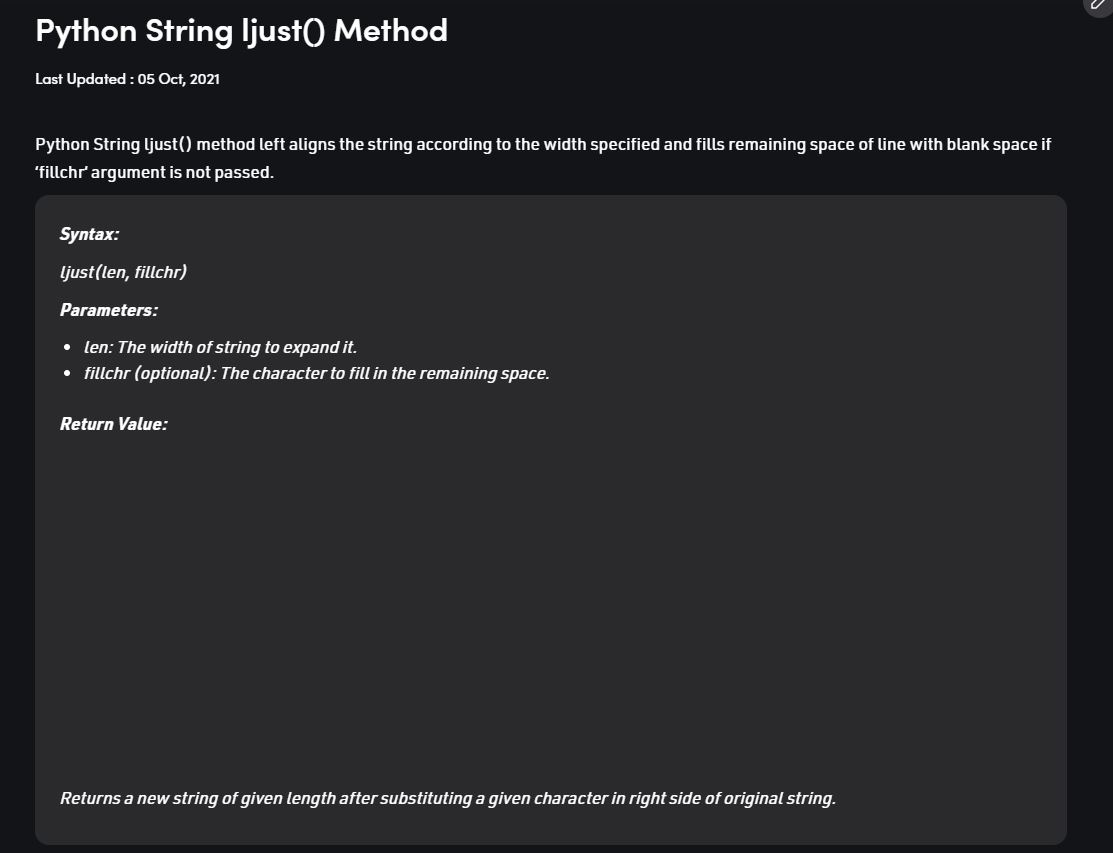 Python String ljust() Method
Last Updated : 05 Oct, 2021
Python String ljust() method left aligns the string according to the width specified and fills remaining space of line with blank space if
‘fillchr’ argument is not passed.
Syntax:
ljust(len, fillchr)
Parameters:
• len: The width of string to expand it.
• fillchr (optional): The character to fill in the remaining space.
Return Value:
Returns a new string of given length after substituting a given character in right side of original string.